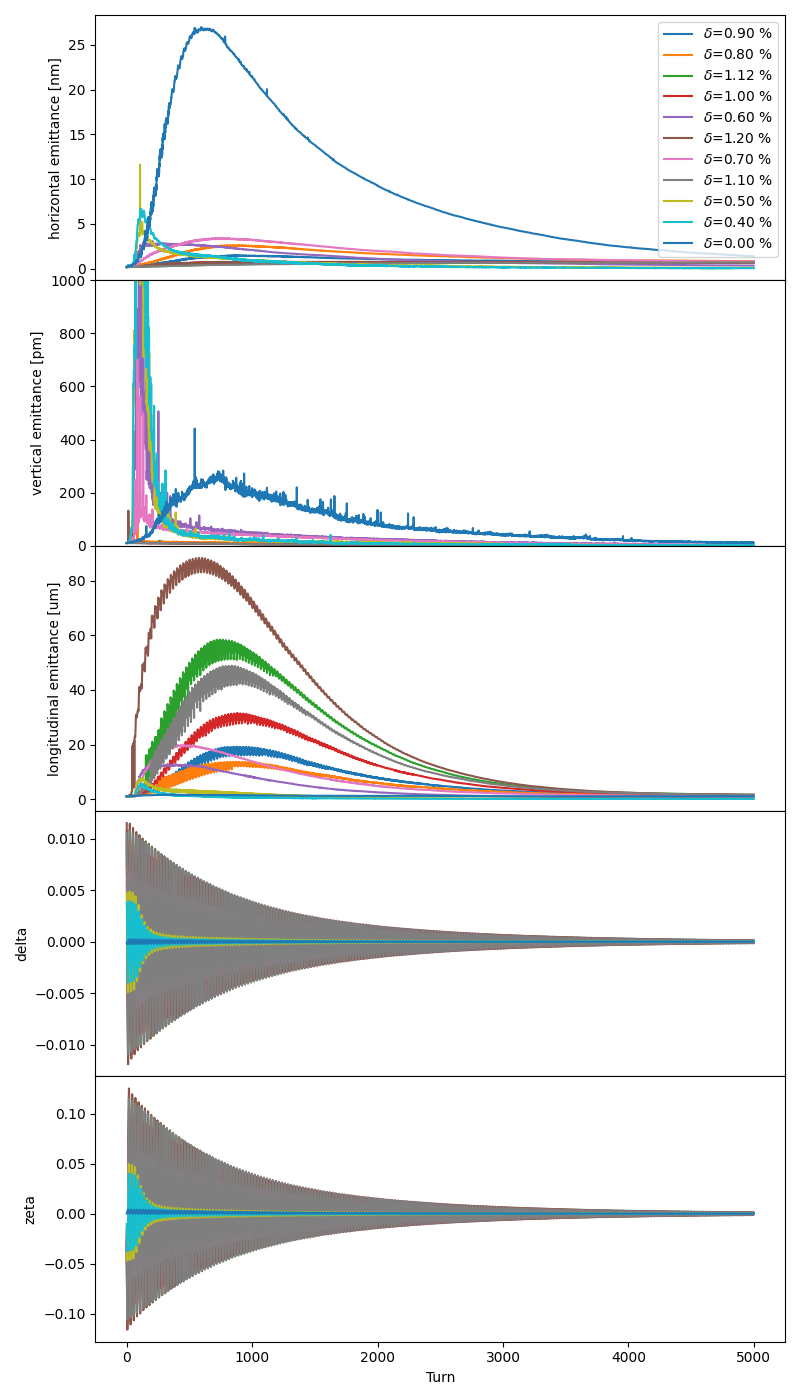 horizontal emittance [nm]
25
20
15
10
5
0
δ=0.90 %
δ=0.80 %
δ=1.12 %
δ=1.00 %
δ=0.60 %
δ=1.20 %
δ=0.70 %
δ=1.10 %
δ=0.50 %
δ=0.40 %
δ=0.00 %
vertical emittance [pm]
1000
800
600
400
200
0
longitudinal emittance [um]
80
60
40
20
0
delta
0.010
0.005
0.000
−0.005
−0.010
zeta
0.10
0.05
0.00
−0.05
−0.10
0 1000 2000 3000 4000 5000
Turn